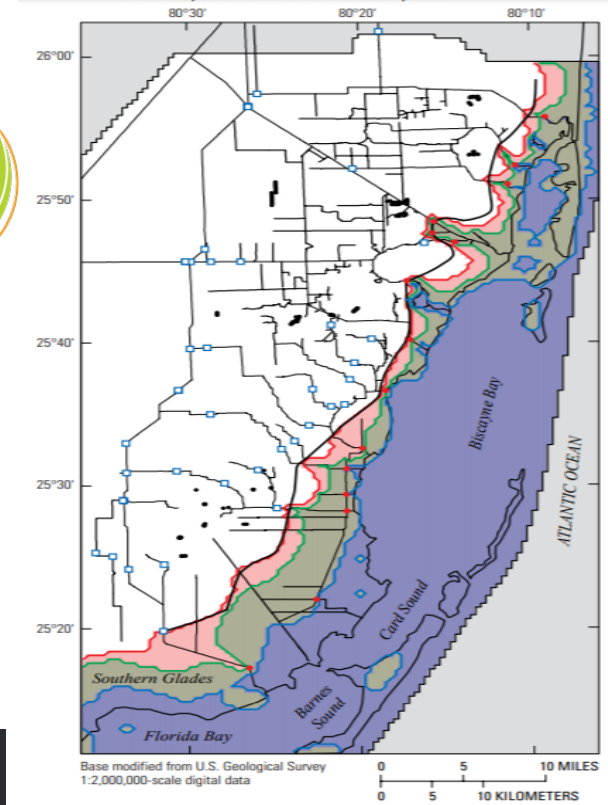 80°30' 80°20' 80°10'
26°00'
25°50'
25°40'
25°30'
25°20'
Biscayne Bay
ATLANTIC OCEAN
Card Sound
Barnes
Sound
Southern Glades
Florida Bay
Base modified from U.S. Geological Survey
1:2,000,000-scale digital data
0 5 10 MILES
0 5 10 KILOMETERS